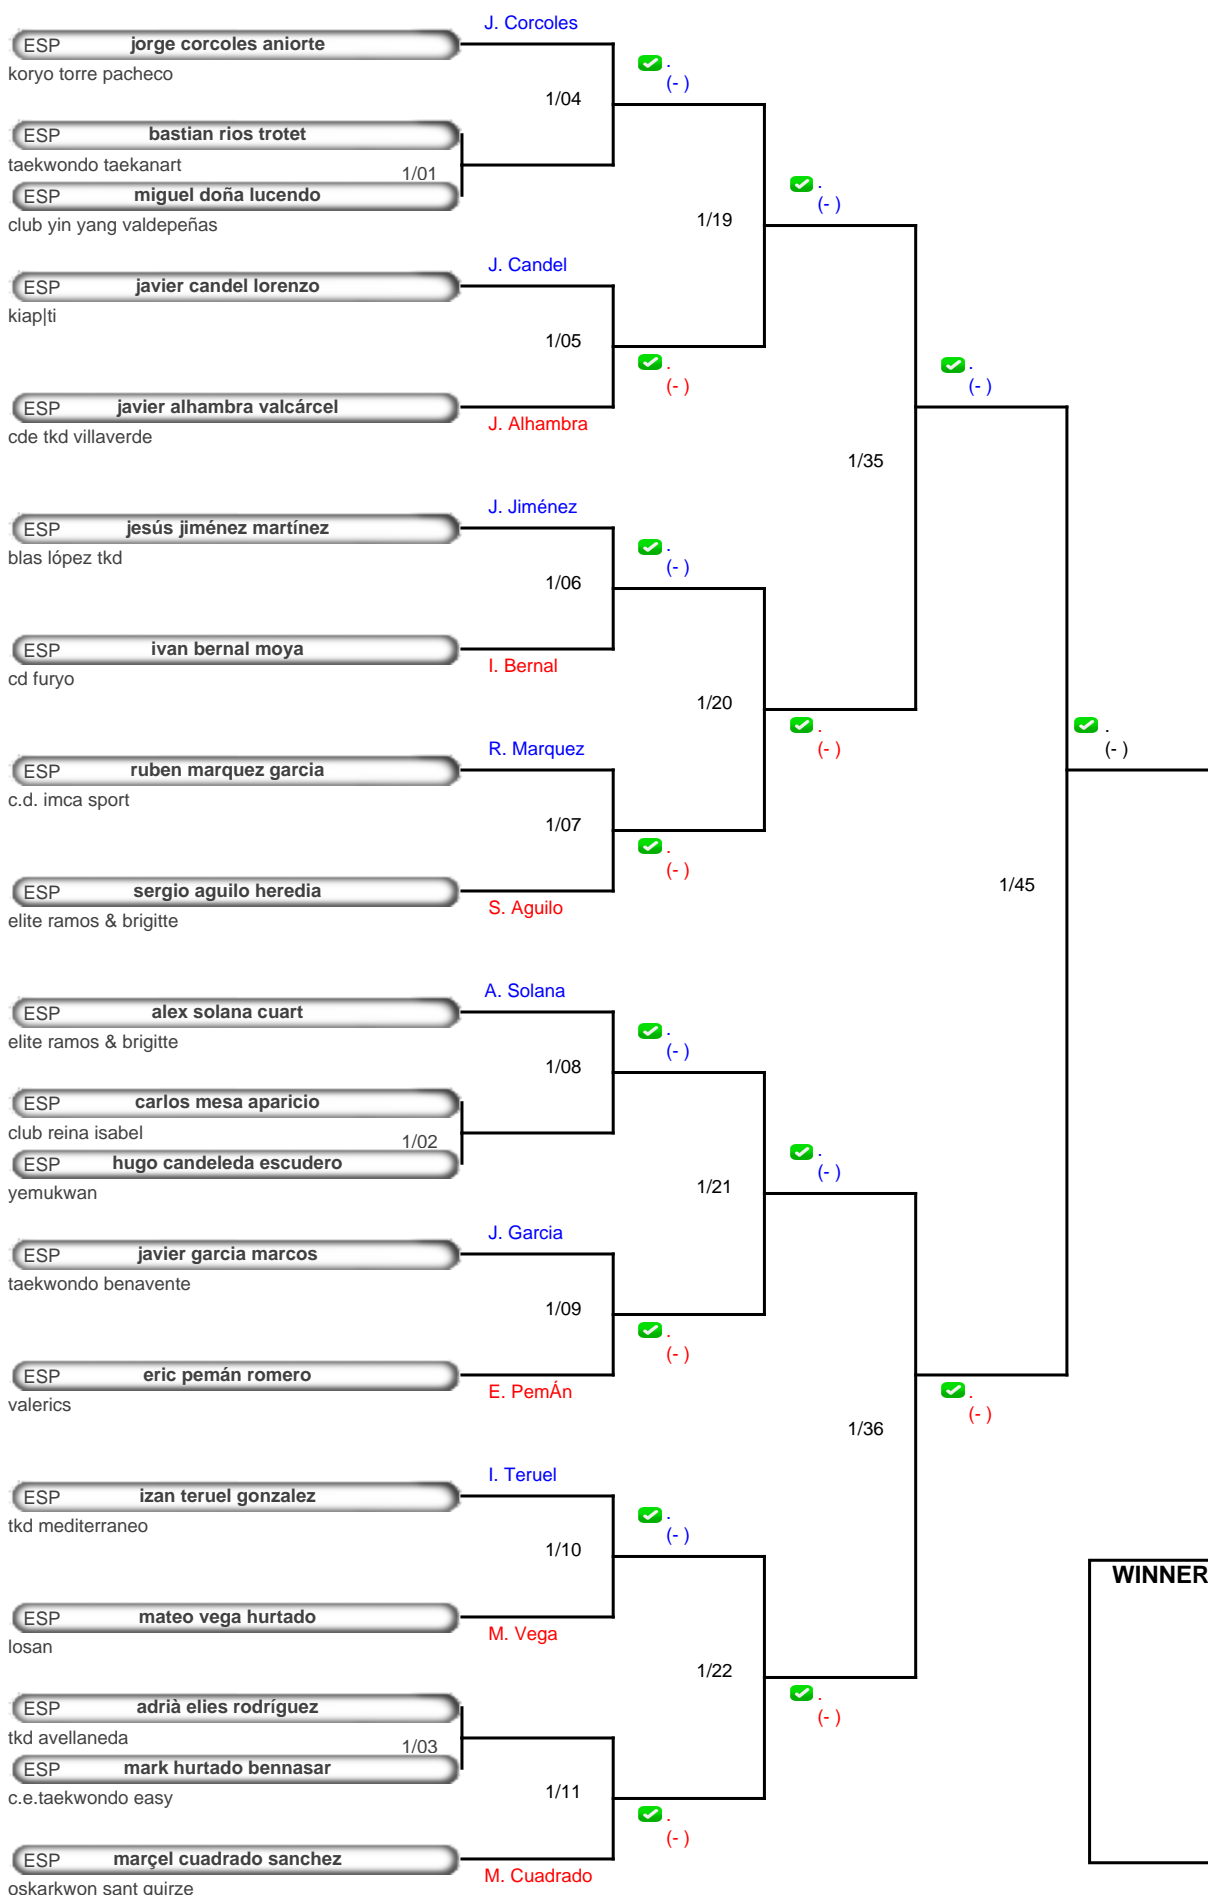 J. Corcoles
ESP jorge corcoles aniorte
koryo torre pacheco
.
(- )
1/04
ESP bastian rios trotet
taekwondo taekanart
1/01
ESP miguel doña lucendo
club yin yang valdepeñas
.
(- )
1/19
J. Candel
ESP javier candel lorenzo
kiap|ti
1/05
.
(- )
.
(- )
ESP javier alhambra valcárcel
J. Alhambra
cde tkd villaverde
1/35
J. Jiménez
ESP jesús jiménez martínez
blas lópez tkd
.
(- )
1/06
ESP ivan bernal moya
I. Bernal
cd furyo
1/20
.
(- )
.
(- )
R. Marquez
ESP ruben marquez garcia
c.d. imca sport
1/07
.
(- )
1/45
ESP sergio aguilo heredia
S. Aguilo
elite ramos & brigitte
A. Solana
ESP alex solana cuart
elite ramos & brigitte
.
(- )
1/08
ESP carlos mesa aparicio
club reina isabel
1/02
ESP hugo candeleda escudero
yemukwan
.
(- )
1/21
J. Garcia
ESP javier garcia marcos
taekwondo benavente
1/09
.
(- )
ESP eric pemán romero
E. PemÁn
valerics
.
(- )
1/36
I. Teruel
ESP izan teruel gonzalez
tkd mediterraneo
.
(- )
1/10
WINNER
ESP mateo vega hurtado
M. Vega
losan
1/22
.
(- )
ESP adrià elies rodríguez
tkd avellaneda
1/03
ESP mark hurtado bennasar
c.e.taekwondo easy
1/11
.
(- )
ESP marçel cuadrado sanchez
M. Cuadrado
oskarkwon sant quirze